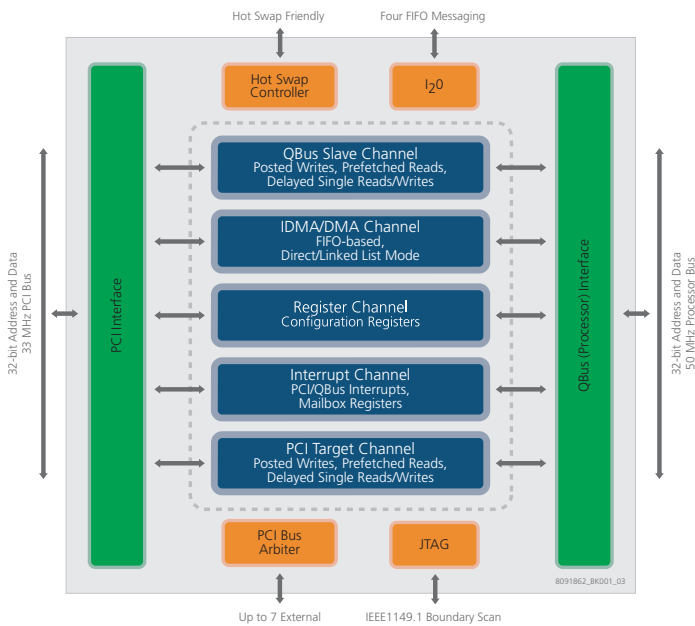 Hot Swap Friendly
Four FIFO Messaging
Hot Swap
Controller
I20
QBus Slave Channel
Posted Writes, Prefetched Reads,
Delayed Single Reads/Writes
IDMA/DMA Channel
FIFO-based,
Direct/Linked List Mode
Register Channel
Configuration Registers
Interrupt Channel
PCI/QBus Interrupts,
Mailbox Registers
PCI Target Channel
Posted Writes, Prefetched Reads,
Delayed Single Reads/Writes
32-bit Address and Data
33 MHz PCI Bus
PCI Interface
QBus (Processor) Interface
32-bit Address and Data
50 MHz Processor Bus
PCI Bus
Arbiter
JTAG
8091862_BK001_03
Up to 7 External
IEEE1149.1 Boundary Scan